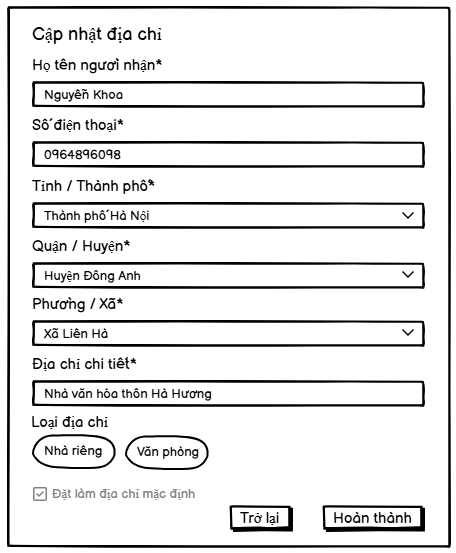 Cập nhật địa chỉ
Họ tên người nhận*
Nguyễn Khoa
Số điện thoại*
0964896098
Tỉnh / Thành phố*
Thành phố Hà Nội
Quận / Huyện*
Huyện Đông Anh
Phường / Xã*
Xã Liên Hà
Địa chỉ chi tiết*
Nhà văn hóa thôn Hà Hương
Loại địa chỉ
Nhà riêng Văn phòng
Đặt làm địa chỉ mặc định
Trở lại Hoàn thành